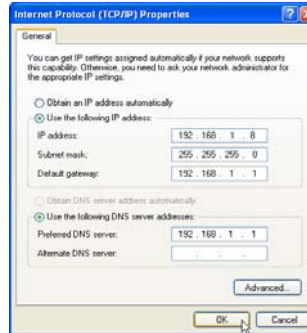 Internet Protocol (TCP/IP) Properties
General
You can get IP settings assigned automatically if your network supports
this capability. Otherwise, you need to ask your network administrator for
the appropriate IP settings.
Obtain an IP address automatically
Use the following IP address:
IP address: 192 . 168 . 1 . 8
Subnet mask: 255 . 255 . 255 . 0
Default gateway: 192 . 168 . 1 . 1
Obtain DNS server address automatically
Use the following DNS server addresses:
Preferred DNS server: 192 . 168 . 1 . 1
Alternate DNS server: . . .
Advanced...
OK Cancel